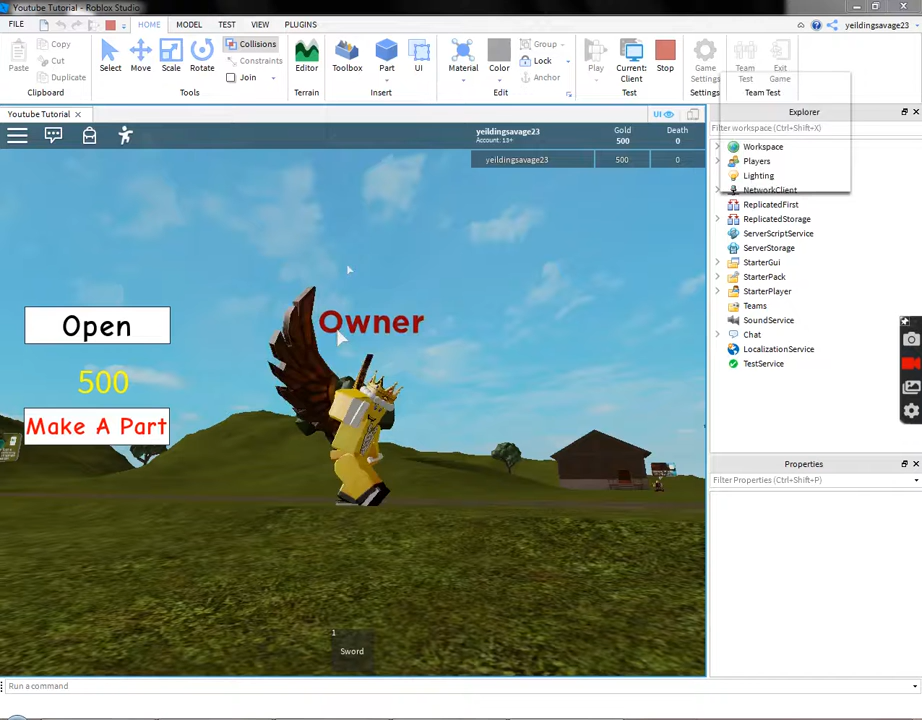 Youtube Tutorial - Roblox Studio
FILE HOME MODEL TEST VIEW PLUGINS yeildingsavage23
Paste Copy Cut Duplicate Clipboard
Select Move Scale Rotate Collisions Constraints Join Tools
Editor Terrain
Toolbox Part UI Insert
Material Color Group Lock Anchor Edit
Play Current: Client Stop Test
Game Settings Settings
Team Test Exit Game Team Test
Youtube Tutorial
UI
Explorer
Filter workspace (Ctrl+Shift+X)
Workspace
Players
Lighting
NetworkClient
ReplicatedFirst
ReplicatedStorage
ServerScriptService
ServerStorage
StarterGui
StarterPack
StarterPlayer
Teams
SoundService
Chat
LocalizationService
TestService
Properties
Filter Properties (Ctrl+Shift+P)
yeildingsavage23 Gold Death
Account: 13+ 500 0
yeildingsavage23 500 0
Owner
Open
500
Make A Part
1
Sword
Run a command